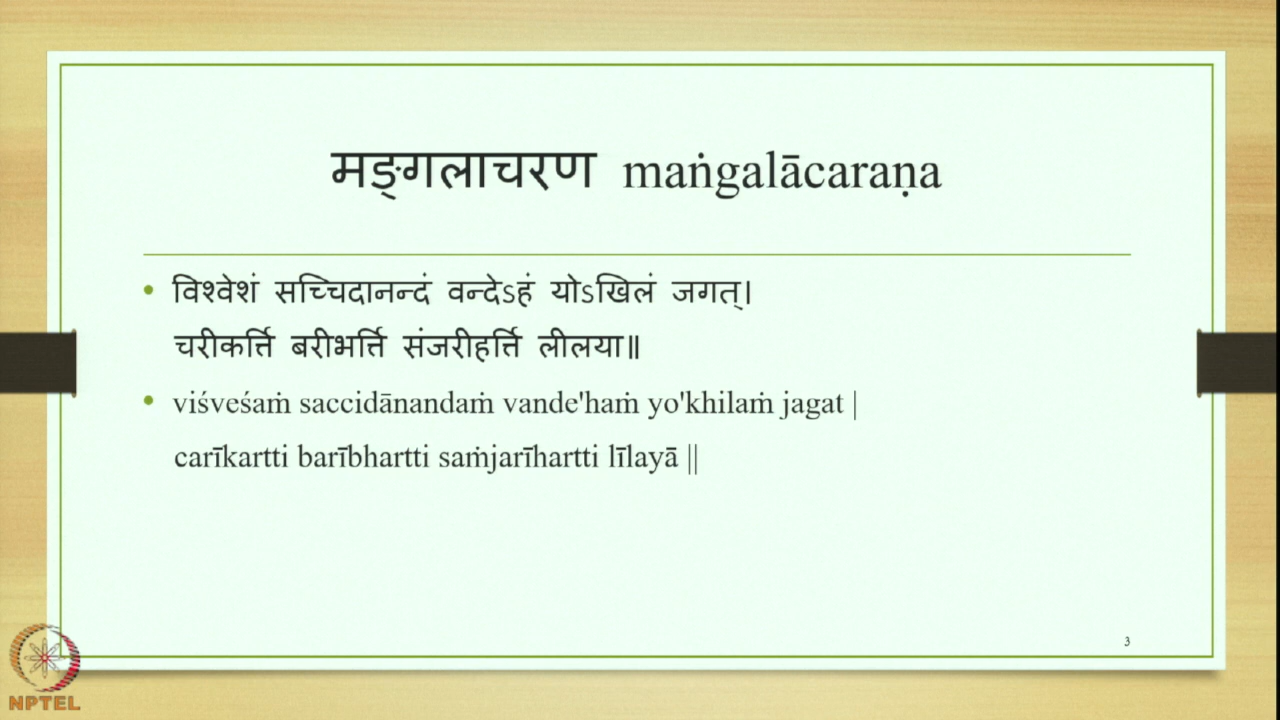 मङ्गलाचरण maṅgalācaraṇa
• विश्वेशं सच्चिदानन्दं वन्देऽहं योऽखिलं जगत्।
चरीकर्त्ति बरीभर्त्ति संजरीहर्त्ति लीलया॥
• viśveśaṁ saccidānandaṁ vande'haṁ yo'khilaṁ jagat |
carīkartti barībhartti saṁjarīhartti līlayā ||
3
NPTEL